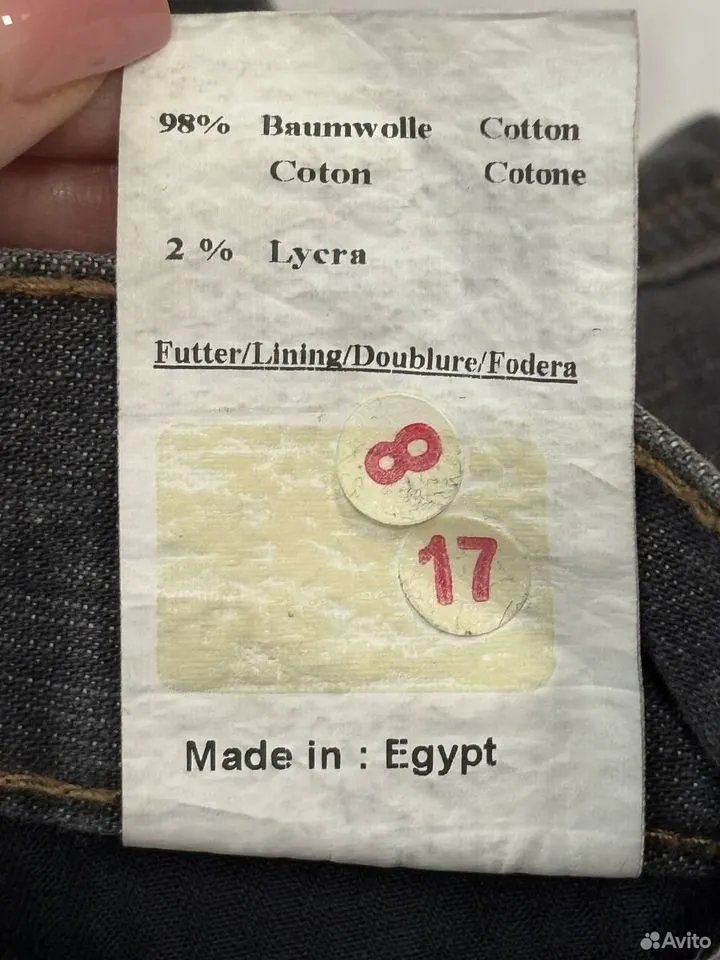 98% Baumwolle Cotton
Coton Cotone
2 % Lycra
Futter/Lining/Doublure/Fodera
8
17
Made in : Egypt
Avito